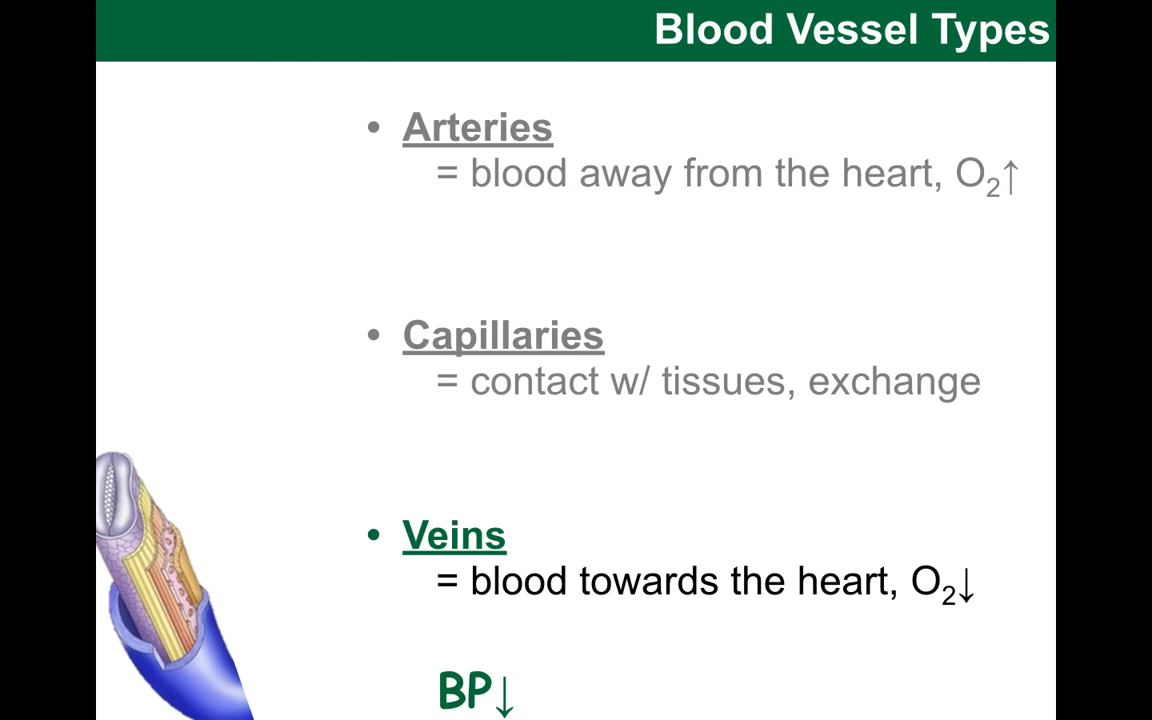 Blood Vessel Types
• Arteries
= blood away from the heart, O₂↑
• Capillaries
= contact w/ tissues, exchange
• Veins
= blood towards the heart, O₂↓
BP↓